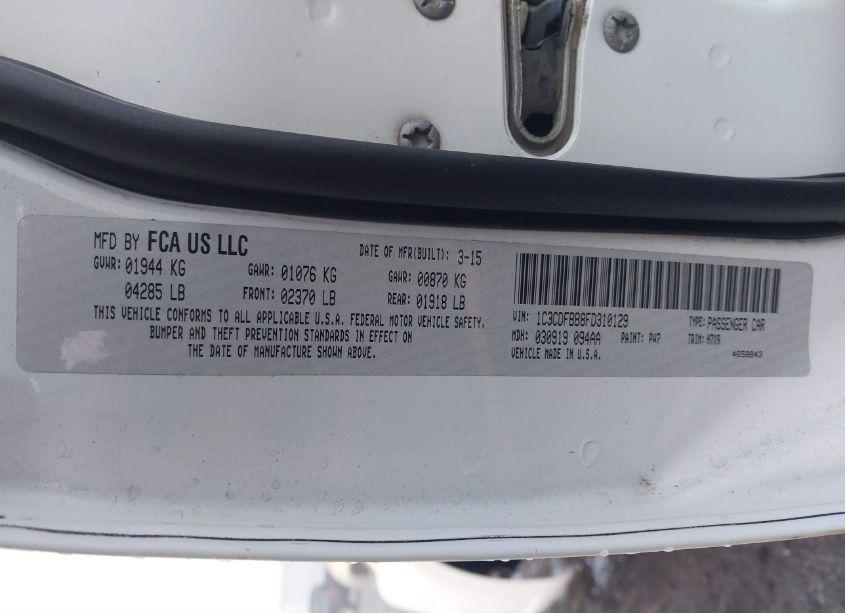 MFD BY FCA US LLC
DATE OF MFR(BUILT): 3-15
GVWR: 01944 KG
04285 LB
GAWR: 01076 KG
FRONT: 02370 LB
GAWR: 00870 KG
REAR: 01918 LB
THIS VEHICLE CONFORMS TO ALL APPLICABLE U.S.A. FEDERAL MOTOR VEHICLE SAFETY,
BUMPER AND THEFT PREVENTION STANDARDS IN EFFECT ON
THE DATE OF MANUFACTURE SHOWN ABOVE.
VIN: 1C3CDFBB8FD310129
TYPE: PASSENGER CAR
MDH: 030919 094AA
PAINT: PW7
TRIM: H7X9
VEHICLE MADE IN U.S.A.
4658843